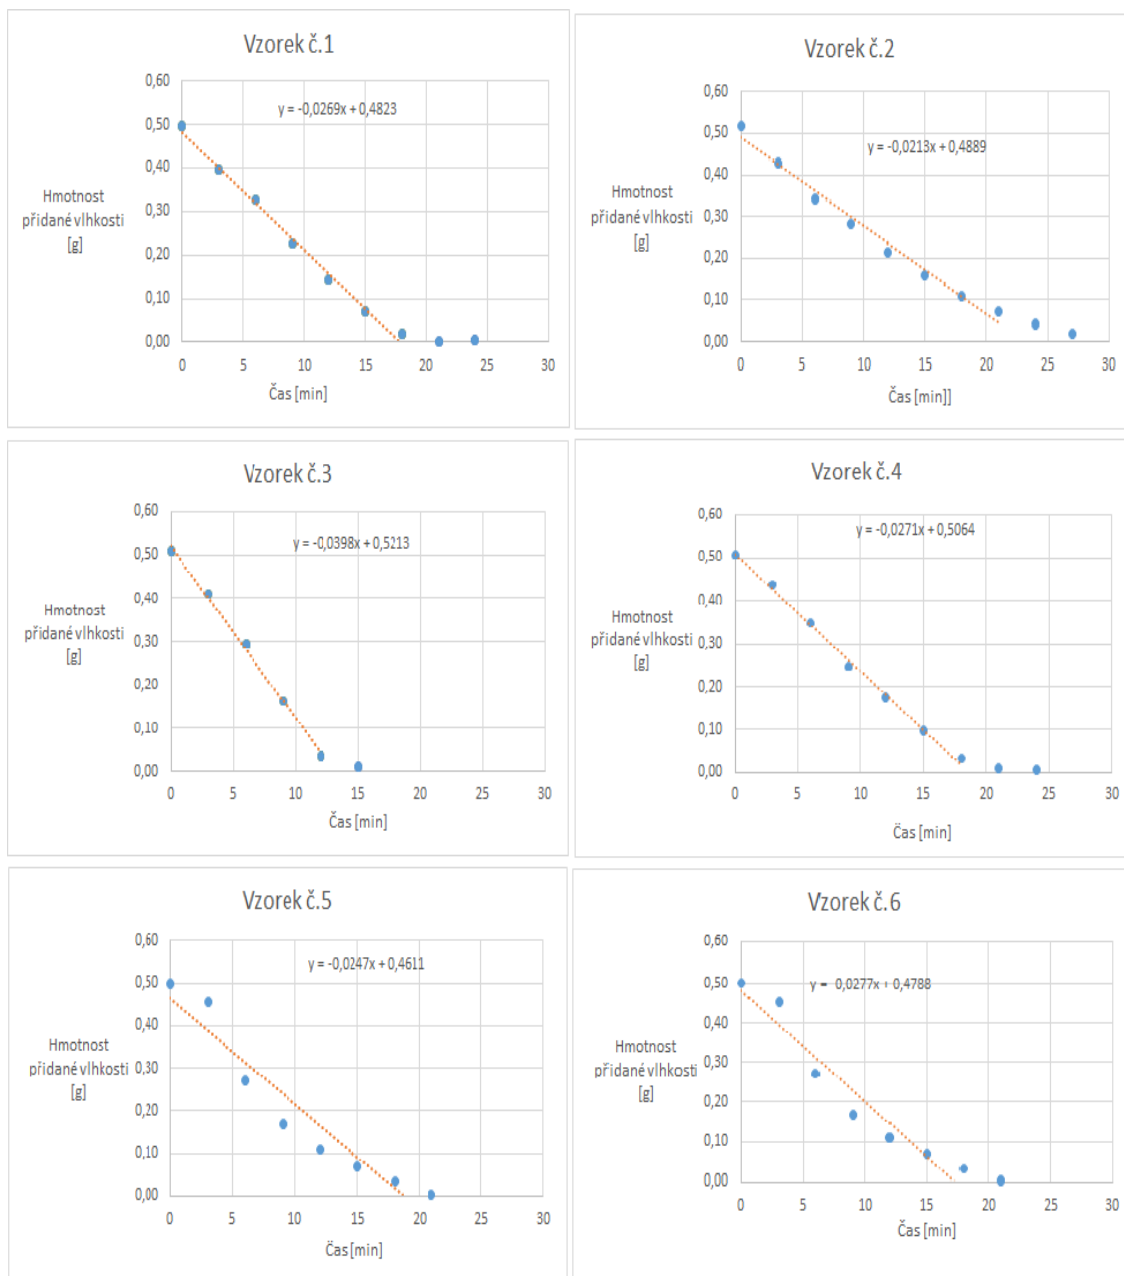 Vzorek č.1
0,60
y = -0,0269x + 0,4823
0,50
0,40
Hmotnost
přidané vlhkosti
[g]
0,30
0,20
0,10
0,00
0 5 10 15 20 25 30
Čas [min]
Vzorek č.2
0,60
0,50
y = -0,0213x + 0,4889
0,40
Hmotnost
přidané vlhkosti
[g]
0,30
0,20
0,10
0,00
0 5 10 15 20 25 30
Čas [min]]
Vzorek č.3
0,60
y = -0,0398x + 0,5213
0,50
0,40
Hmotnost
přidané vlhkosti
[g]
0,30
0,20
0,10
0,00
0 5 10 15 20 25 30
Čas [min]
Vzorek č.4
0,60
y = -0,0271x + 0,5064
0,50
0,40
Hmotnost
přidané vlhkosti
[g]
0,30
0,20
0,10
0,00
0 5 10 15 20 25 30
Čas [min]
Vzorek č.5
0,60
y = -0,0247x + 0,4611
0,50
0,40
Hmotnost
přidané vlhkosti
[g]
0,30
0,20
0,10
0,00
0 5 10 15 20 25 30
Čas [min]
Vzorek č.6
0,60
0,50
y = -0,0277x + 0,4788
0,40
Hmotnost
přidané vlhkosti
[g]
0,30
0,20
0,10
0,00
0 5 10 15 20 25 30
Čas [min]